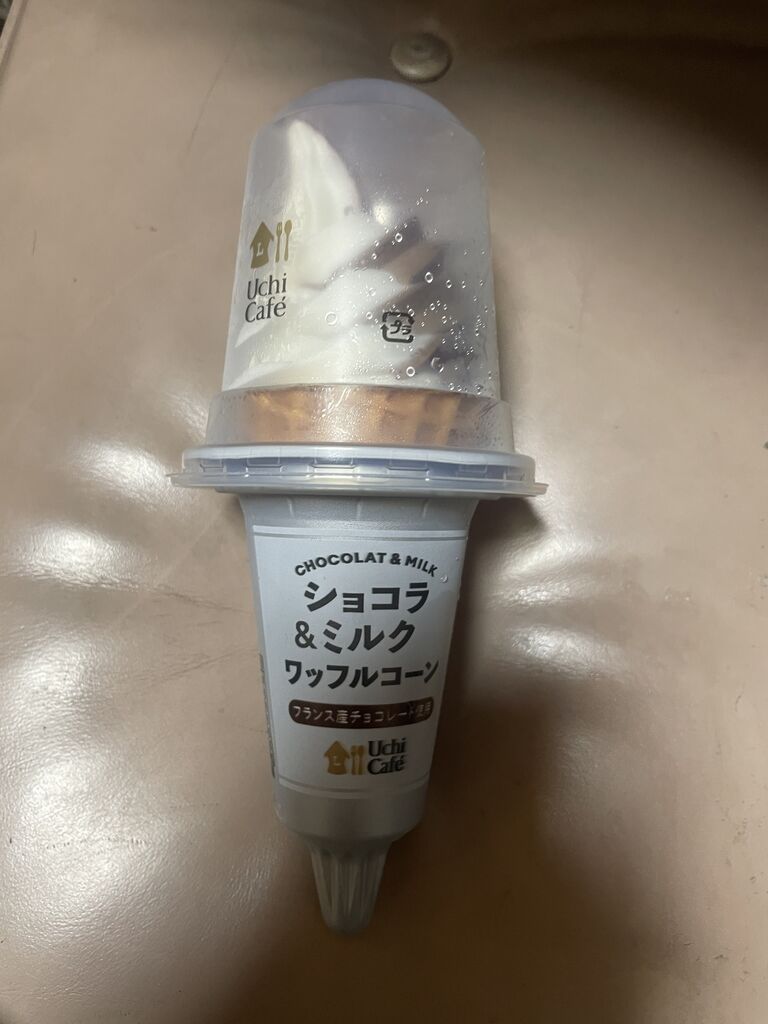 L
Uchi
Café
プラ
CHOCOLAT & MILK
ショコラ
&ミルク
ワッフルコーン
フランス産チョコレート使用
L
Uchi
Café